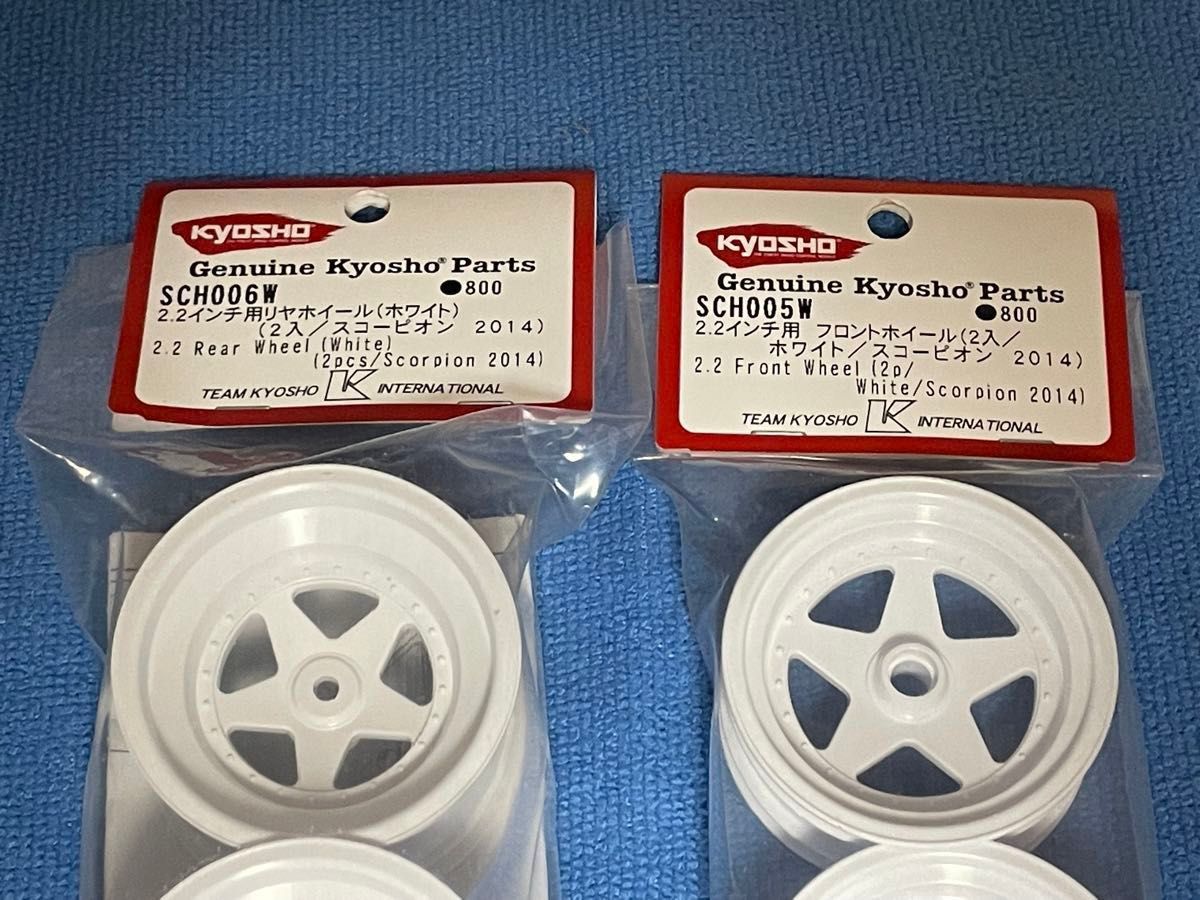 KYOSHO
Genuine Kyosho® Parts
SCH006W ●800
2.2インチ用リヤホイール(ホワイト)
(2入/スコーピオン 2014)
2.2 Rear Wheel (White)
(2pcs/Scorpion 2014)
TEAM KYOSHO K INTERNATIONAL
KYOSHO
Genuine Kyosho® Parts
SCH005W ●800
2.2インチ用 フロントホイール(2入/
ホワイト/スコーピオン 2014)
2.2 Front Wheel (2p/
White/Scorpion 2014)
TEAM KYOSHO K INTERNATIONAL